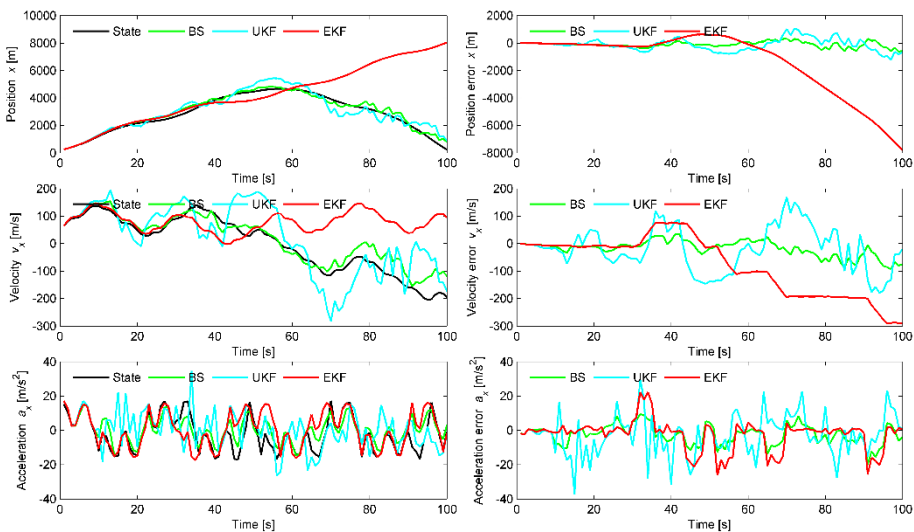 10000
8000
6000
4000
2000
0
Position x [m]
State BS UKF EKF
0 20 40 60 80 100
Time [s]
2000
0
-2000
-4000
-6000
-8000
Position error x [m]
BS UKF EKF
0 20 40 60 80 100
Time [s]
200
100
0
-100
-200
-300
Velocity v_x [m/s]
State BS UKF EKF
0 20 40 60 80 100
Time [s]
200
100
0
-100
-200
-300
Velocity error v_x [m/s]
BS UKF EKF
0 20 40 60 80 100
Time [s]
40
20
0
-20
-40
Acceleration a_x [m/s²]
State BS UKF EKF
0 20 40 60 80 100
Time [s]
40
20
0
-20
-40
Acceleration error a_x [m/s²]
BS UKF EKF
0 20 40 60 80 100
Time [s]